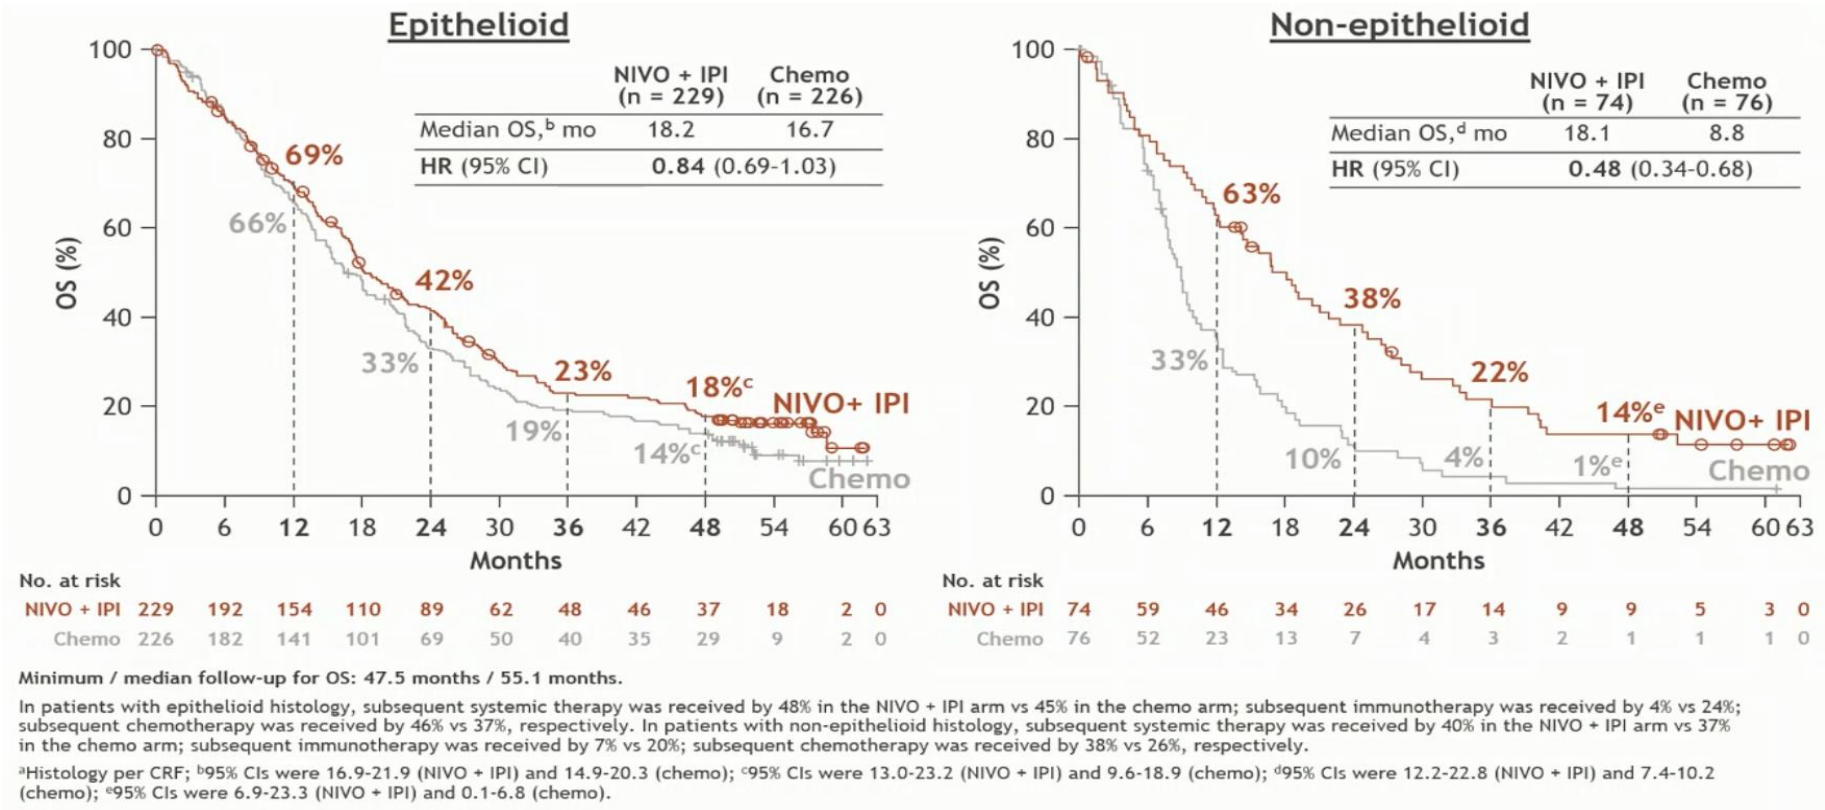 Epithelioid
100
80
60
40
20
0
OS (%)
NIVO + IPI Chemo
(n = 229) (n = 226)
Median OS,ᵇ mo 18.2 16.7
HR (95% CI) 0.84 (0.69-1.03)
69%
66%
42%
33%
23%
19%
18%ᶜ
14%ᶜ
NIVO+ IPI
Chemo
0 6 12 18 24 30 36 42 48 54 60 63
Months
No. at risk
NIVO + IPI 229 192 154 110 89 62 48 46 37 18 2 0
Chemo 226 182 141 101 69 50 40 35 29 9 2 0
Non-epithelioid
100
80
60
40
20
0
OS (%)
NIVO + IPI Chemo
(n = 74) (n = 76)
Median OS,ᵈ mo 18.1 8.8
HR (95% CI) 0.48 (0.34-0.68)
63%
33%
38%
10%
22%
4%
14%ᵉ
1%ᵉ
NIVO+ IPI
Chemo
0 6 12 18 24 30 36 42 48 54 60 63
Months
No. at risk
NIVO + IPI 74 59 46 34 26 17 14 9 9 5 3 0
Chemo 76 52 23 13 7 4 3 2 1 1 1 0
Minimum / median follow-up for OS: 47.5 months / 55.1 months.
In patients with epithelioid histology, subsequent systemic therapy was received by 48% in the NIVO + IPI arm vs 45% in the chemo arm; subsequent immunotherapy was received by 4% vs 24%;
subsequent chemotherapy was received by 46% vs 37%, respectively. In patients with non-epithelioid histology, subsequent systemic therapy was received by 40% in the NIVO + IPI arm vs 37%
in the chemo arm; subsequent immunotherapy was received by 7% vs 20%; subsequent chemotherapy was received by 38% vs 26%, respectively.
ᵃHistology per CRF; ᵇ95% CIs were 16.9-21.9 (NIVO + IPI) and 14.9-20.3 (chemo); ᶜ95% CIs were 13.0-23.2 (NIVO + IPI) and 9.6-18.9 (chemo); ᵈ95% CIs were 12.2-22.8 (NIVO + IPI) and 7.4-10.2
(chemo); ᵉ95% CIs were 6.9-23.3 (NIVO + IPI) and 0.1-6.8 (chemo).